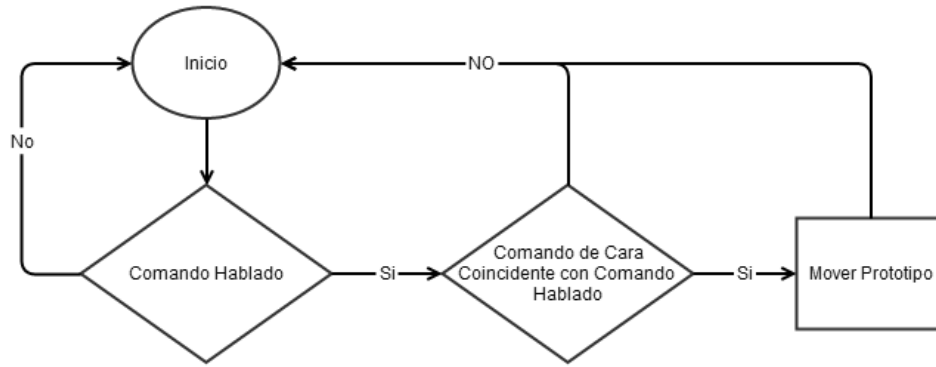 Inicio
NO
No
Comando Hablado
Si
Comando de Cara
Coincidente con Comando
Hablado
Si
Mover Prototipo